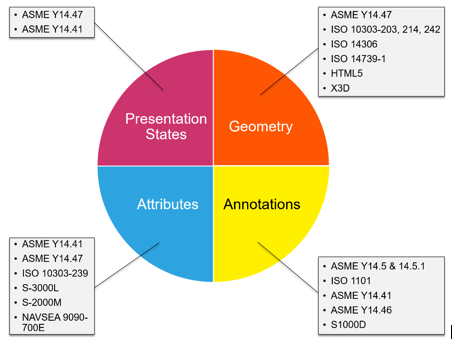 • ASME Y14.47
• ASME Y14.41
• ASME Y14.47
• ISO 10303-203, 214, 242
• ISO 14306
• ISO 14739-1
• HTML5
• X3D
Presentation
States
Geometry
Attributes
Annotations
• ASME Y14.41
• ASME Y14.47
• ISO 10303-239
• S-3000L
• S-2000M
• NAVSEA 9090-
700E
• ASME Y14.5 & 14.5.1
• ISO 1101
• ASME Y14.41
• ASME Y14.46
• S1000D